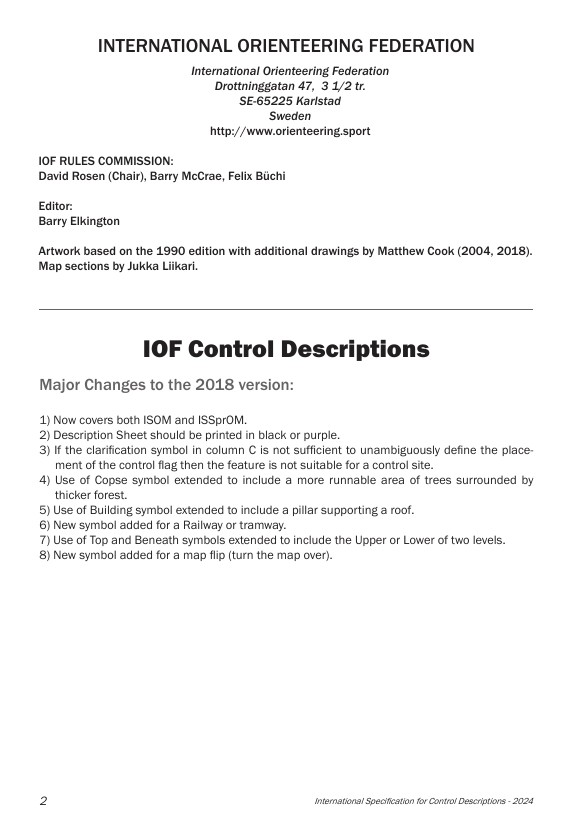 INTERNATIONAL ORIENTEERING FEDERATION
International Orienteering Federation
Drottninggatan 47,  3 1/2 tr.
SE-65225 Karlstad
Sweden
http://www.orienteering.sport
IOF RULES COMMISSION:
David Rosen (Chair), Barry McCrae, Felix Büchi
Editor:
Barry Elkington
Artwork based on the 1990 edition with additional drawings by Matthew Cook (2004, 2018).
Map sections by Jukka Liikari.
IOF Control Descriptions
Major Changes to the 2018 version:
1) Now covers both ISOM and ISSprOM.
2) Description Sheet should be printed in black or purple.
3) If the clarification symbol in column C is not sufficient to unambiguously define the place-
ment of the control flag then the feature is not suitable for a control site.
4) Use of Copse symbol extended to include a more runnable area of trees surrounded by
thicker forest.
5) Use of Building symbol extended to include a pillar supporting a roof.
6) New symbol added for a Railway or tramway.
7) Use of Top and Beneath symbols extended to include the Upper or Lower of two levels.
8) New symbol added for a map flip (turn the map over).
2
International Specification for Control Descriptions - 2024